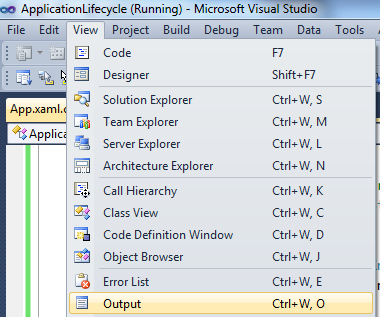 ApplicationLifecycle (Running) - Microsoft Visual Studio
File Edit View Project Build Debug Team Data Tools
Code F7
Designer Shift+F7
App.xaml.c
Solution Explorer Ctrl+W, S
Team Explorer Ctrl+W, M
Applica
Server Explorer Ctrl+W, L
Architecture Explorer Ctrl+W, N
Call Hierarchy Ctrl+W, K
Class View Ctrl+W, C
Code Definition Window Ctrl+W, D
Object Browser Ctrl+W, J
Error List Ctrl+W, E
Output Ctrl+W, O